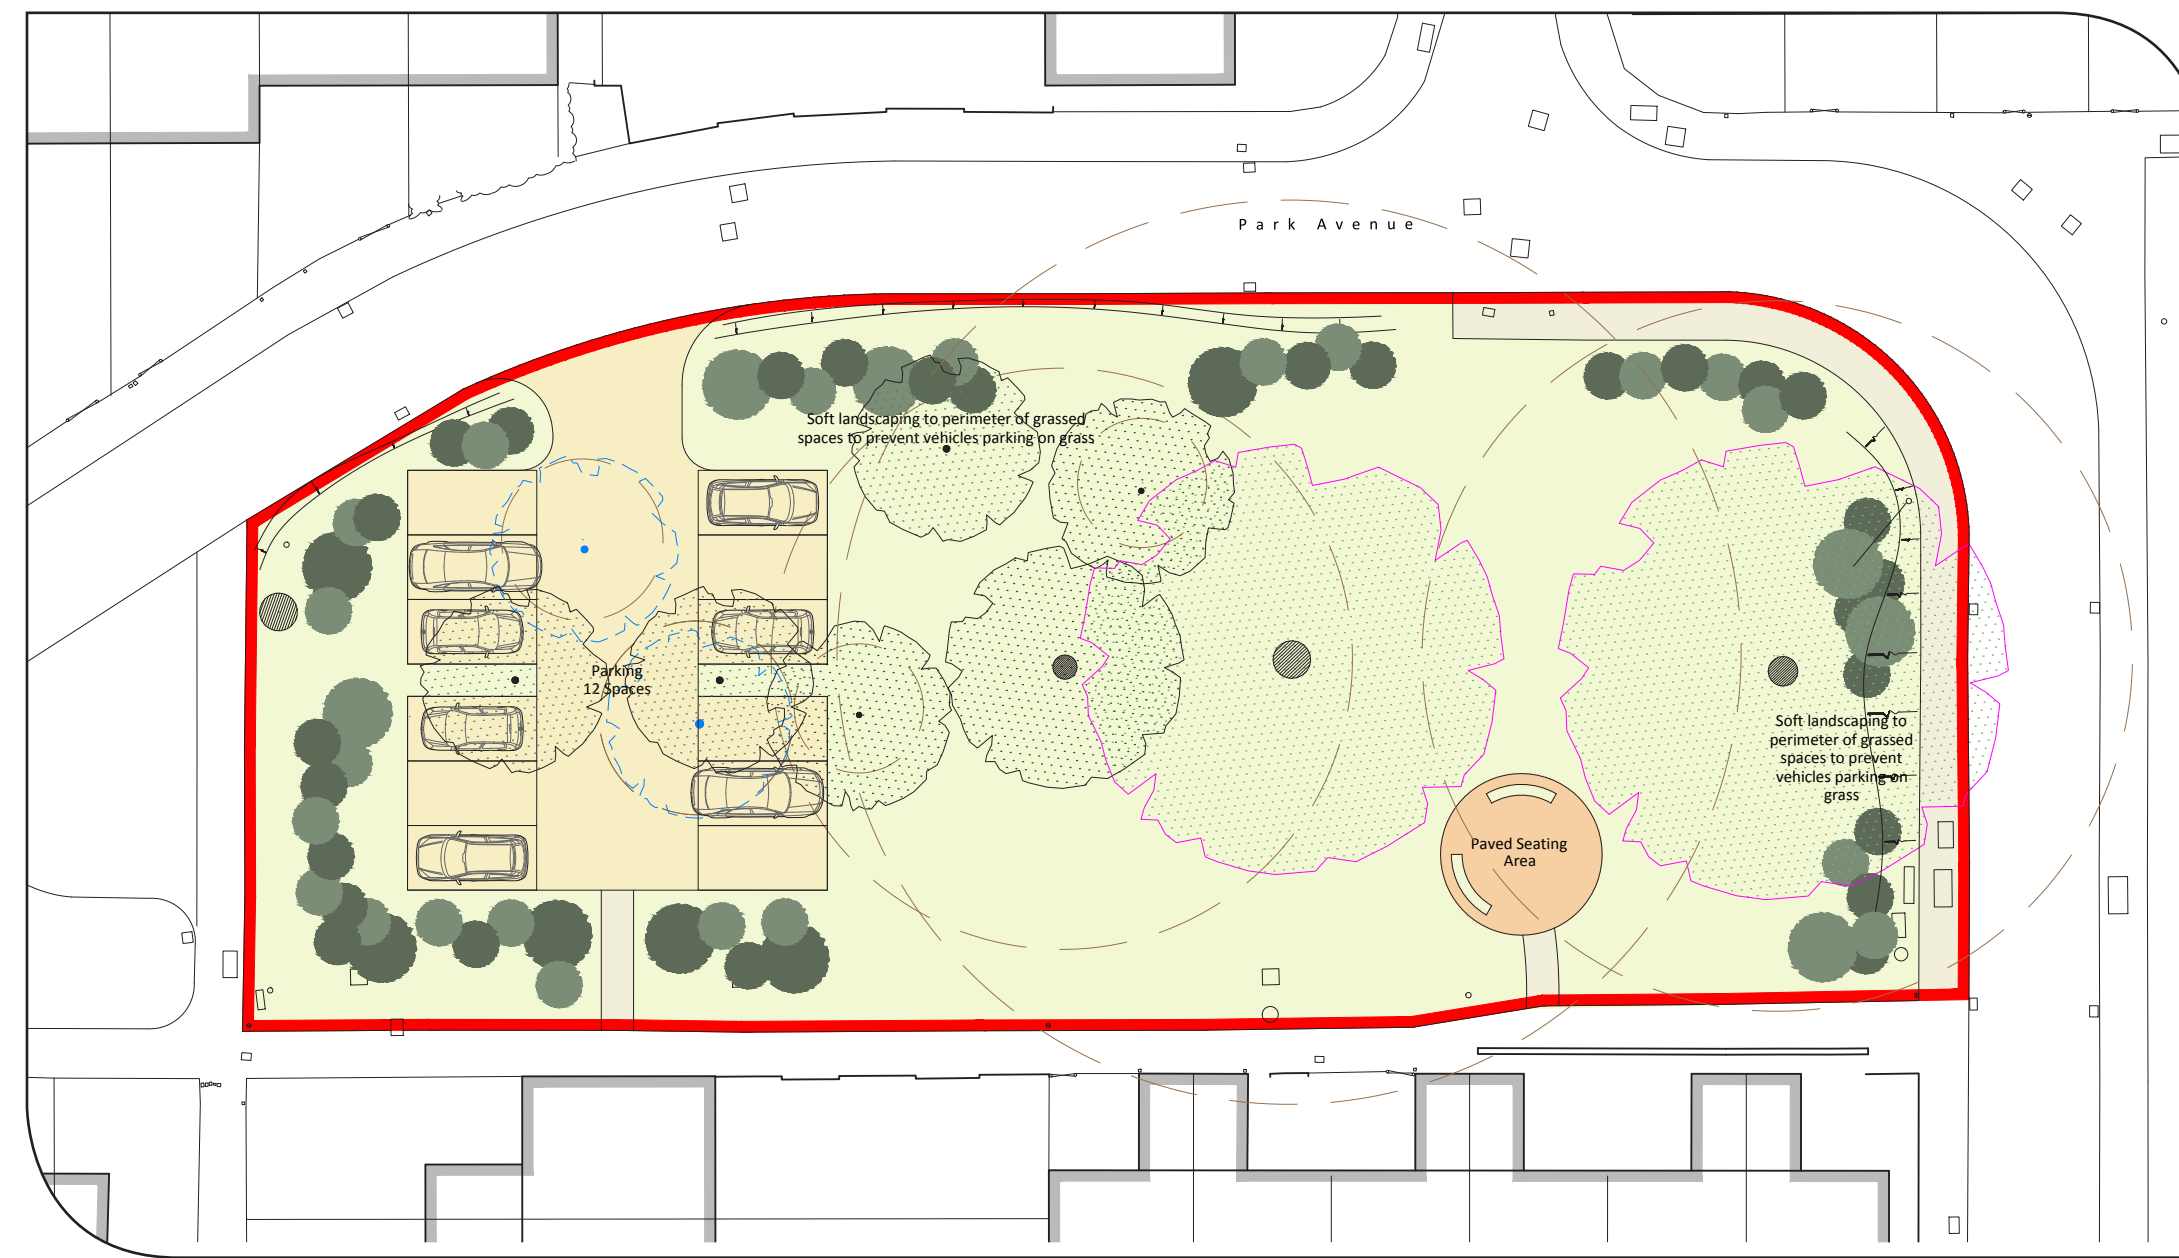 Park Avenue
Soft landscaping to perimeter of grassed
spaces to prevent vehicles parking on grass
Parking
12 Spaces
Soft landscaping to
perimeter of grassed
spaces to prevent
vehicles parking on
grass
Paved Seating
Area